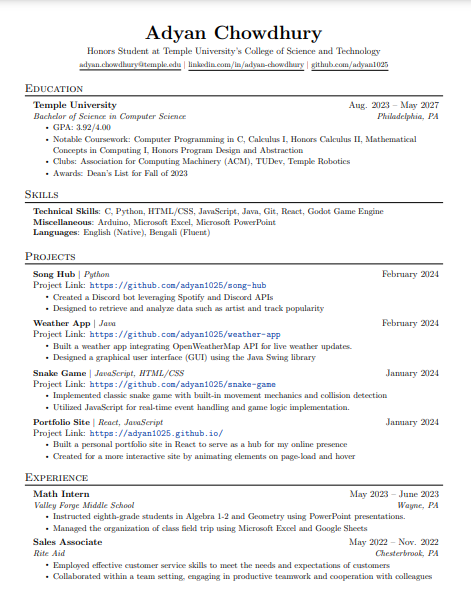 Adyan Chowdhury
Honors Student at Temple University's College of Science and Technology
adyan.chowdhury@temple.edu | linkedin.com/in/adyan-chowdhury | github.com/adyan1025
Education
Temple University Aug. 2023 – May 2027
Bachelor of Science in Computer Science Philadelphia, PA
• GPA: 3.92/4.00
• Notable Coursework: Computer Programming in C, Calculus I, Honors Calculus II, Mathematical
Concepts in Computing I, Honors Program Design and Abstraction
• Clubs: Association for Computing Machinery (ACM), TUDev, Temple Robotics
• Awards: Dean's List for Fall of 2023
Skills
Technical Skills: C, Python, HTML/CSS, JavaScript, Java, Git, React, Godot Game Engine
Miscellaneous: Arduino, Microsoft Excel, Microsoft PowerPoint
Languages: English (Native), Bengali (Fluent)
Projects
Song Hub | Python February 2024
Project Link: https://github.com/adyan1025/song-hub
• Created a Discord bot leveraging Spotify and Discord APIs
• Designed to retrieve and analyze data such as artist and track popularity
Weather App | Java February 2024
Project Link: https://github.com/adyan1025/weather-app
• Built a weather app integrating OpenWeatherMap API for live weather updates.
• Designed a graphical user interface (GUI) using the Java Swing library
Snake Game | JavaScript, HTML/CSS January 2024
Project Link: https://github.com/adyan1025/snake-game
• Implemented classic snake game with built-in movement mechanics and collision detection
• Utilized JavaScript for real-time event handling and game logic implementation.
Portfolio Site | React, JavaScript January 2024
Project Link: https://adyan1025.github.io/
• Built a personal portfolio site in React to serve as a hub for my online presence
• Created for a more interactive site by animating elements on page-load and hover
Experience
Math Intern May 2023 – June 2023
Valley Forge Middle School Wayne, PA
• Instructed eighth-grade students in Algebra 1-2 and Geometry using PowerPoint presentations.
• Managed the organization of class field trip using Microsoft Excel and Google Sheets
Sales Associate May 2022 – Nov. 2022
Rite Aid Chesterbrook, PA
• Employed effective customer service skills to meet the needs and expectations of customers
• Collaborated within a team setting, engaging in productive teamwork and cooperation with colleagues